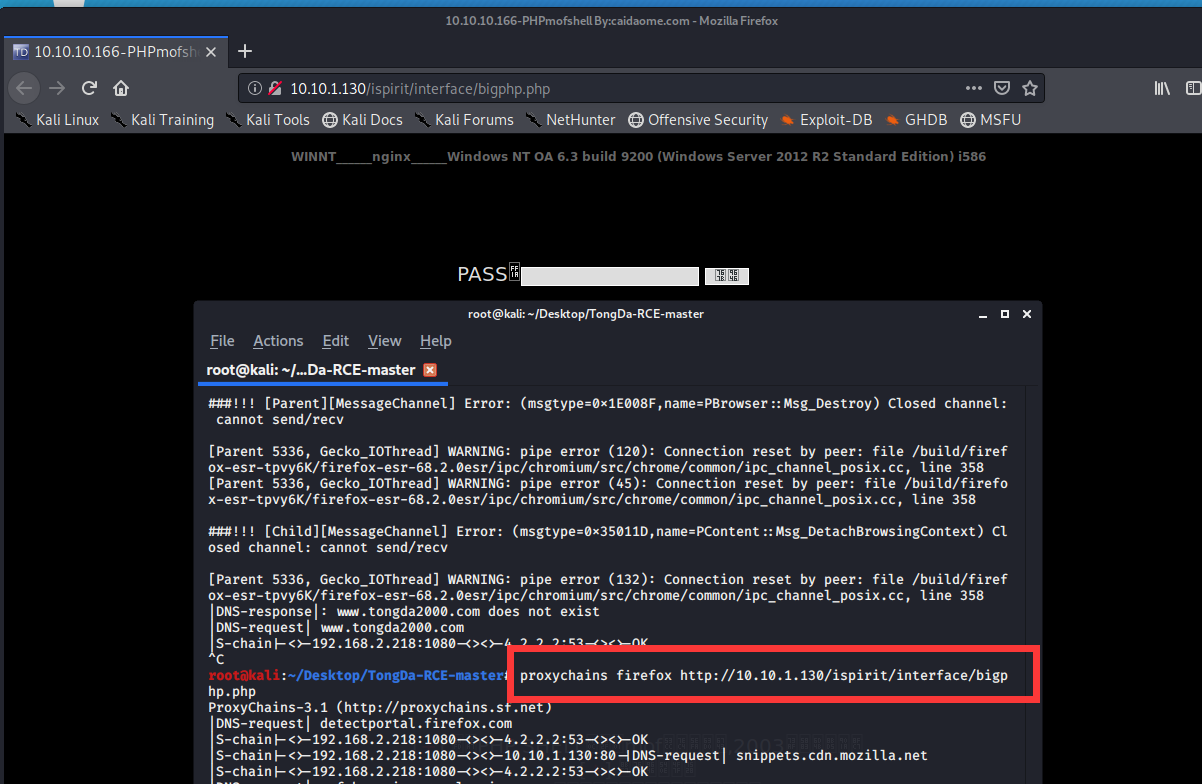 10.10.10.166-PHPmofshell By:caidaome.com - Mozilla Firefox
TD 10.10.10.166-PHPmofsh
10.10.1.130/ispirit/interface/bigphp.php
Kali Linux Kali Training Kali Tools Kali Docs Kali Forums NetHunter Offensive Security Exploit-DB GHDB MSFU
WINNT_____nginx_____Windows NT OA 6.3 build 9200 (Windows Server 2012 R2 Standard Edition) i586
PASS
root@kali: ~/Desktop/TongDa-RCE-master
File Actions Edit View Help
root@kali: ~/...Da-RCE-master
###!!! [Parent][MessageChannel] Error: (msgtype=0×1E008F,name=PBrowser::Msg_Destroy) Closed channel:
cannot send/recv
[Parent 5336, Gecko_IOThread] WARNING: pipe error (120): Connection reset by peer: file /build/firef
ox-esr-tpvy6K/firefox-esr-68.2.0esr/ipc/chromium/src/chrome/common/ipc_channel_posix.cc, line 358
[Parent 5336, Gecko_IOThread] WARNING: pipe error (45): Connection reset by peer: file /build/firefo
x-esr-tpvy6K/firefox-esr-68.2.0esr/ipc/chromium/src/chrome/common/ipc_channel_posix.cc, line 358
###!!! [Child][MessageChannel] Error: (msgtype=0×35011D,name=PContent::Msg_DetachBrowsingContext) Cl
osed channel: cannot send/recv
[Parent 5336, Gecko_IOThread] WARNING: pipe error (132): Connection reset by peer: file /build/firef
ox-esr-tpvy6K/firefox-esr-68.2.0esr/ipc/chromium/src/chrome/common/ipc_channel_posix.cc, line 358
|DNS-response|: www.tongda2000.com does not exist
|DNS-request| www.tongda2000.com
|S-chain|-<>-192.168.2.218:1080-<><>-4.2.2.2:53-<><>-OK
^C
root@kali:~/Desktop/TongDa-RCE-master# proxychains firefox http://10.10.1.130/ispirit/interface/bigp
hp.php
ProxyChains-3.1 (http://proxychains.sf.net)
|DNS-request| detectportal.firefox.com
|S-chain|-<>-192.168.2.218:1080-<><>-4.2.2.2:53-<><>-OK
|S-chain|-<>-192.168.2.218:1080-<><>-10.10.1.130:80-|DNS-request| snippets.cdn.mozilla.net
|S-chain|-<>-192.168.2.218:1080-<><>-4.2.2.2:53-<><>-OK